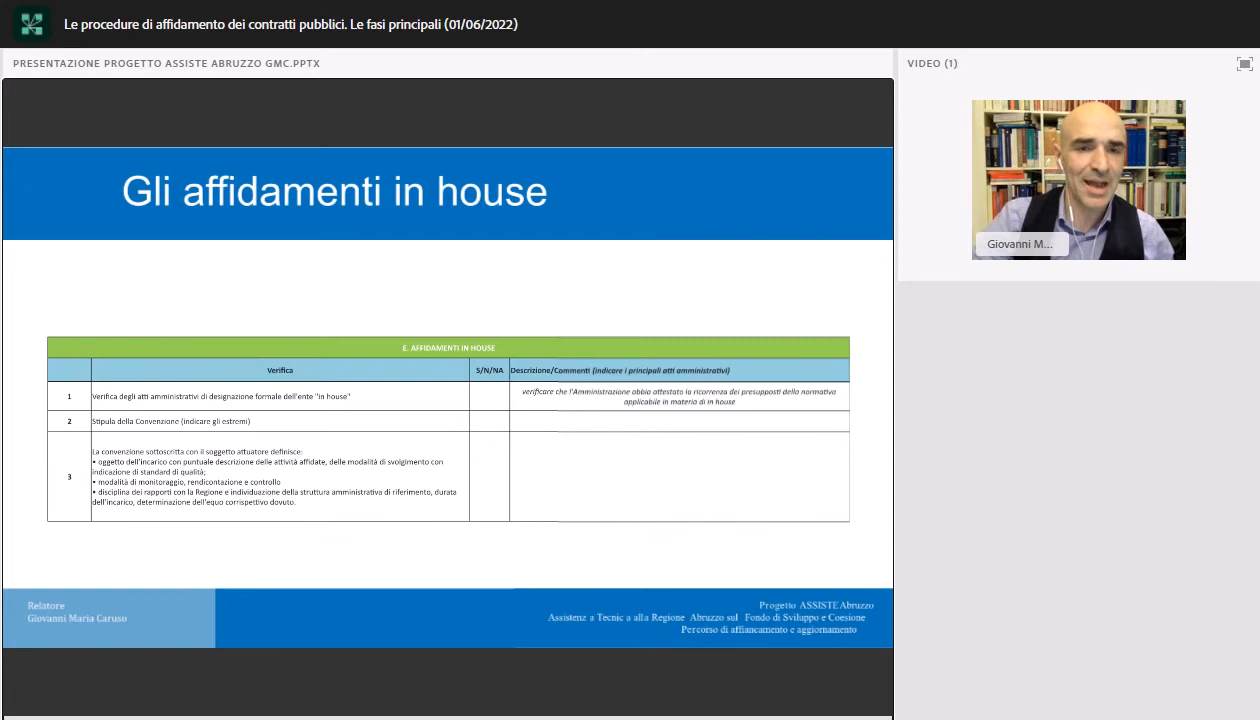 Le procedure di affidamento dei contratti pubblici. Le fasi principali (01/06/2022)
PRESENTAZIONE PROGETTO ASSISTE ABRUZZO GMC.PPTX
VIDEO (1)
Giovanni M...
Gli affidamenti in house
E. AFFIDAMENTI IN HOUSE
Verifica
S/N/NA
Descrizione/Commenti (indicare i principali atti amministrativi)
1
Verifica degli atti amministrativi di designazione formale dell'ente "in house"
verificare che l'Amministrazione abbia attestato la ricorrenza dei presupposti della normativa
applicabile in materia di in house
2
Stipula della Convenzione (indicare gli estremi)
3
La convenzione sottoscritta con il soggetto attuatore definisce:
• oggetto dell'incarico con puntuale descrizione delle attività affidate, delle modalità di svolgimento con
indicazione di standard di qualità;
• modalità di monitoraggio, rendicontazione e controllo
• disciplina dei rapporti con la Regione e individuazione della struttura amministrativa di riferimento, durata
dell'incarico, determinazione dell'equo corrispettivo dovuto.
Relatore
Giovanni Maria Caruso
Progetto ASSISTE Abruzzo
Assistenz a Tecnic a alla Regione Abruzzo sul Fondo di Sviluppo e Coesione
Percorso di affiancamento e aggiornamento